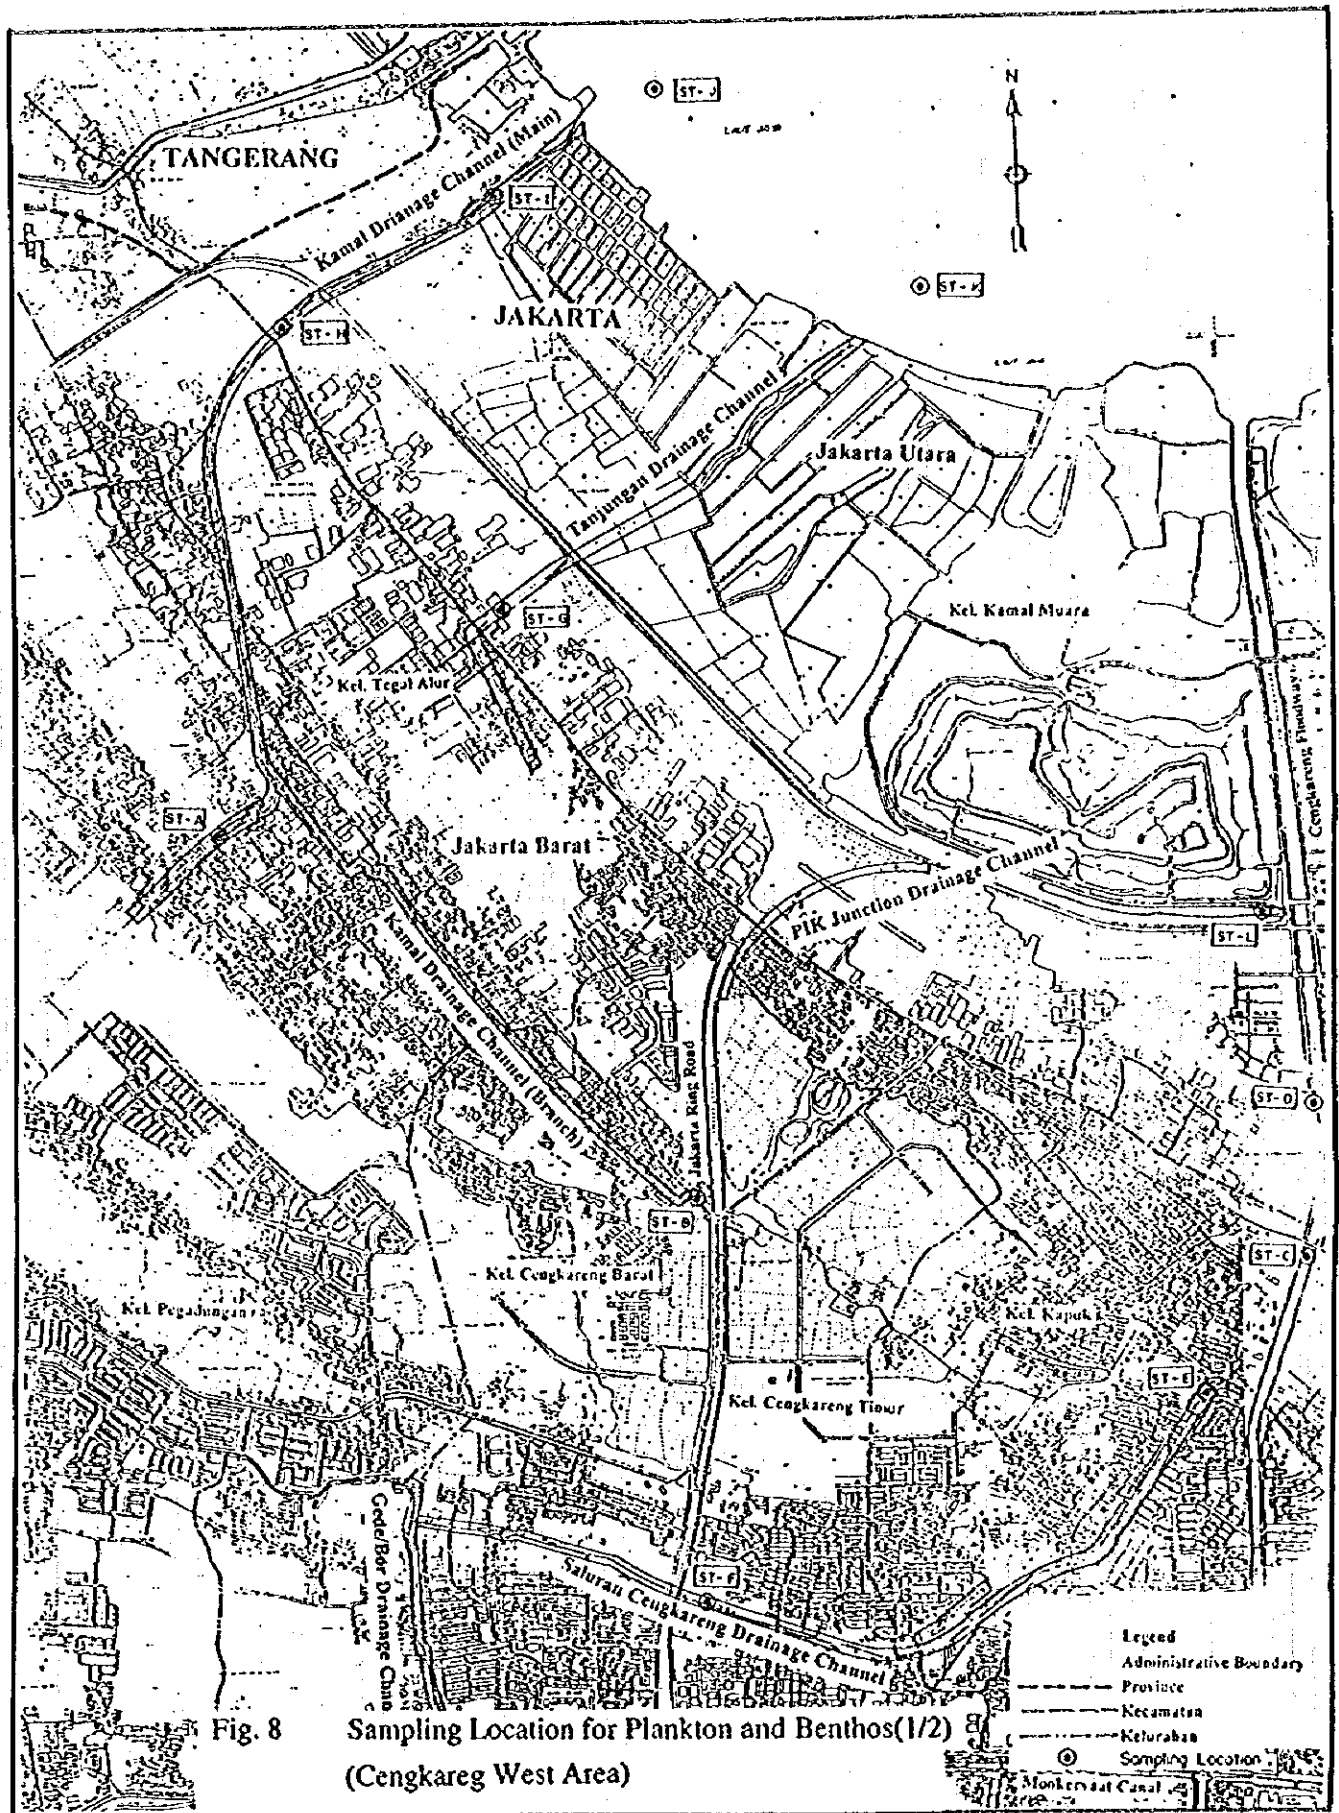 ST-J
LAUT JAWA
N
TANGERANG
Kamal Drianage Channel (Main)
ST-I
ST-K
JAKARTA
ST-H
Tanjungan Drainage Channel
Jakarta Utara
Kel. Kamal Muara
ST-G
Kel. Tegal Alur
Cengkareng Floodway
ST-A
Jakarta Barat
PIK Junction Drainage Channel
ST-L
Kamal Drainage Channel (Branch)
Jakarta Ring Road
ST-D
ST-B
ST-C
Kel. Cengkareng Barat
Kel. Pegadungan
Kel. Kapuk
ST-E
Kel. Cengkareng Timur
Gede/Bor Drainage
ST-F
Saluran Cengkareng Drainage Channel
Legend
Administrative Boundary
Province
Kecamatan
Kelurahan
Sampling Location
Fig. 8 Sampling Location for Plankton and Benthos(1/2)
(Cengkareg West Area)